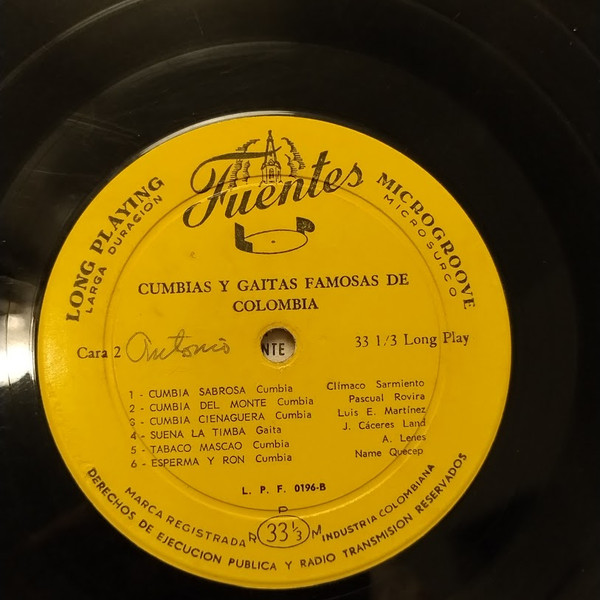 Fuentes
LONG PLAYING
LARGA DURACION
MICROGROOVE
MICRO SURCO
CUMBIAS Y GAITAS FAMOSAS DE
COLOMBIA
Cara 2 Antonio NTE 33 1/3 Long Play
1 - CUMBIA SABROSA Cumbia Clímaco Sarmiento
2 - CUMBIA DEL MONTE Cumbia Pascual Rovira
3 - CUMBIA CIENAGUERA Cumbia Luis E. Martínez
4 - SUENA LA TIMBA Gaita J. Cáceres Land
5 - TABACO MASCAO Cumbia A. Lenes
6 - ESPERMA Y RON Cumbia Name Quecep
L. P. F. 0196-B
P
R 33 1/3 M
MARCA REGISTRADA INDUSTRIA COLOMBIANA
DERECHOS DE EJECUCION PUBLICA Y RADIO TRANSMISION RESERVADOS